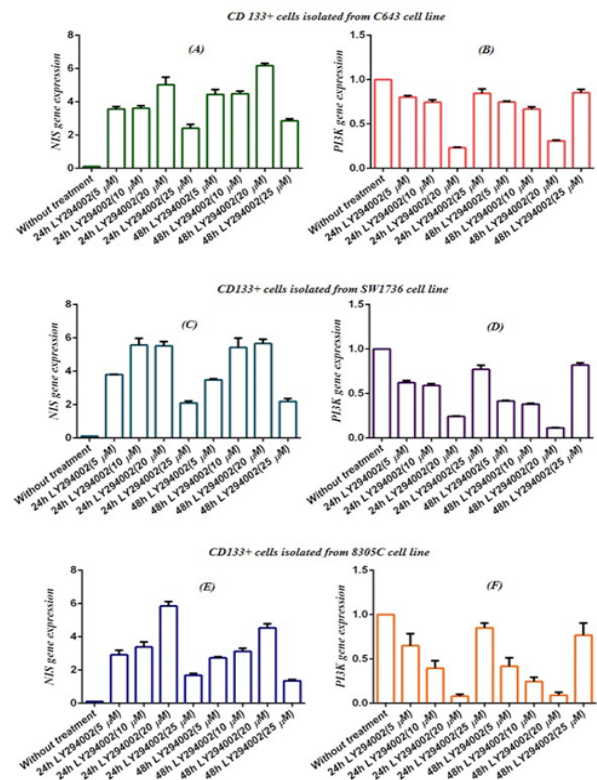 CD 133+ cells isolated from C643 cell line
(A)
NIS gene expression
8
6
4
2
0
Without treatment
24h LY294002(5 μM)
24h LY294002(10 μM)
24h LY294002(20 μM)
24h LY294002(25 μM)
48h LY294002(5 μM)
48h LY294002(10 μM)
48h LY294002(20 μM)
48h LY294002(25 μM)
(B)
PI3K gene expression
1.5
1.0
0.5
0.0
Without treatment
24h LY294002(5 μM)
24h LY294002(10 μM)
24h LY294002(20 μM)
24h LY294002(25 μM)
48h LY294002(5 μM)
48h LY294002(10 μM)
48h LY294002(20 μM)
48h LY294002(25 μM)
CD133+ cells isolated from SW1736 cell line
(C)
NIS gene expression
8
6
4
2
0
Without treatment
24h LY294002(5 μM)
24h LY294002(10 μM)
24h LY294002(20 μM)
24h LY294002(25 μM)
48h LY294002(5 μM)
48h LY294002(10 μM)
48h LY294002(20 μM)
48h LY294002(25 μM)
(D)
PI3K gene expression
1.5
1.0
0.5
0.0
Without treatment
24h LY294002(5 μM)
24h LY294002(10 μM)
24h LY294002(20 μM)
24h LY294002(25 μM)
48h LY294002(5 μM)
48h LY294002(10 μM)
48h LY294002(20 μM)
48h LY294002(25 μM)
CD133+ cells isolated from 8305C cell line
(E)
NIS gene expression
8
6
4
2
0
Without treatment
24h LY294002(5 μM)
24h LY294002(10 μM)
24h LY294002(20 μM)
24h LY294002(25 μM)
48h LY294002(5 μM)
48h LY294002(10 μM)
48h LY294002(20 μM)
48h LY294002(25 μM)
(F)
PI3K gene expression
1.5
1.0
0.5
0.0
Without treatment
24h LY294002(5 μM)
24h LY294002(10 μM)
24h LY294002(20 μM)
24h LY294002(25 μM)
48h LY294002(5 μM)
48h LY294002(10 μM)
48h LY294002(20 μM)
48h LY294002(25 μM)